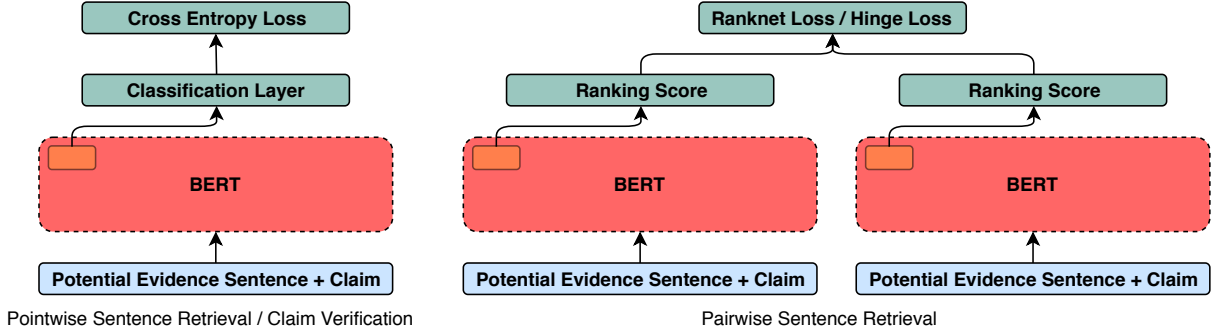 Cross Entropy Loss
Classification Layer
BERT
Potential Evidence Sentence + Claim
Pointwise Sentence Retrieval / Claim Verification
Ranknet Loss / Hinge Loss
Ranking Score
Ranking Score
BERT
BERT
Potential Evidence Sentence + Claim
Potential Evidence Sentence + Claim
Pairwise Sentence Retrieval